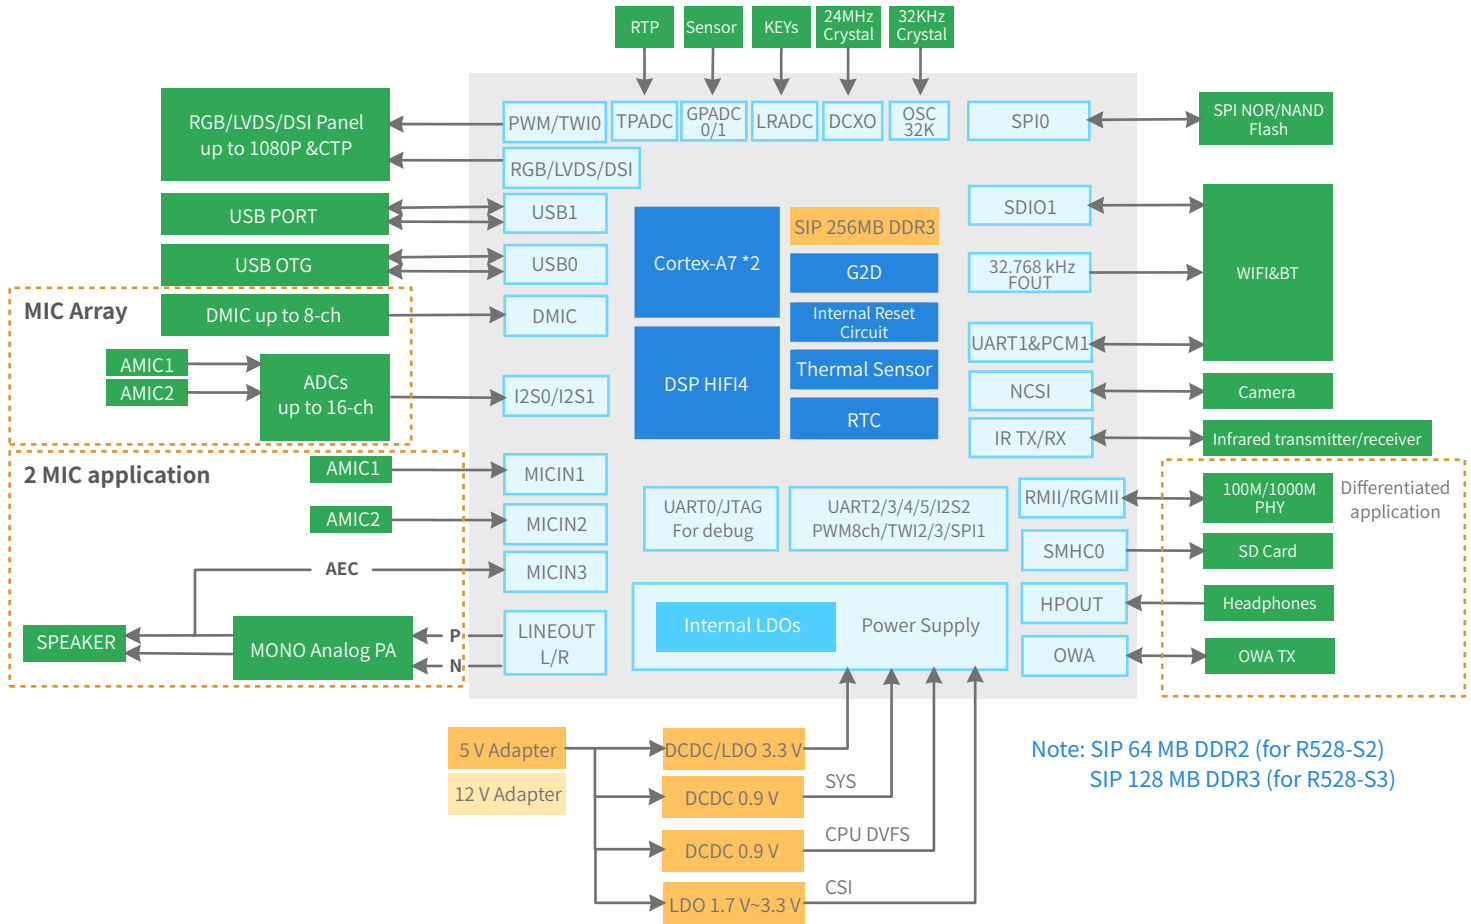 RTP
Sensor
KEYs
24MHz
Crystal
32KHz
Crystal
RGB/LVDS/DSI Panel
up to 1080P &CTP
PWM/TWI0
TPADC
GPADC
0/1
LRADC
DCXO
OSC
32K
SPI0
SPI NOR/NAND
Flash
RGB/LVDS/DSI
USB PORT
USB1
SDIO1
USB OTG
USB0
Cortex-A7 *2
SIP 256MB DDR3
G2D
32.768 kHz
FOUT
WIFI&BT
MIC Array
DMIC up to 8-ch
DMIC
Internal Reset
Circuit
UART1&PCM1
AMIC1
AMIC2
ADCs
up to 16-ch
I2S0/I2S1
DSP HIFI4
Thermal Sensor
RTC
NCSI
Camera
IR TX/RX
Infrared transmitter/receiver
2 MIC application
AMIC1
MICIN1
AMIC2
MICIN2
UART0/JTAG
For debug
UART2/3/4/5/I2S2
PWM8ch/TWI2/3/SPI1
RMII/RGMII
100M/1000M
PHY
Differentiated
application
SMHC0
SD Card
AEC
MICIN3
HPOUT
Headphones
SPEAKER
MONO Analog PA
P
N
LINEOUT
L/R
Internal LDOs
Power Supply
OWA
OWA TX
5 V Adapter
12 V Adapter
DCDC/LDO 3.3 V
SYS
DCDC 0.9 V
CPU DVFS
DCDC 0.9 V
CSI
LDO 1.7 V~3.3 V
Note: SIP 64 MB DDR2 (for R528-S2)
SIP 128 MB DDR3 (for R528-S3)